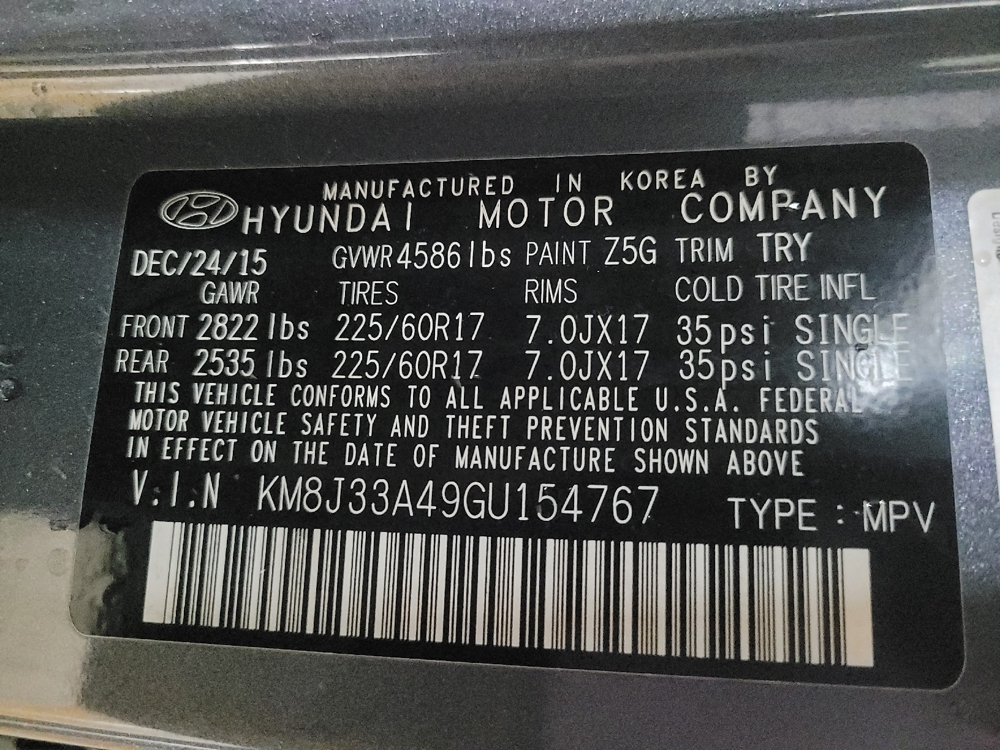 MANUFACTURED IN KOREA BY
HYUNDAI MOTOR COMPANY
DEC/24/15 GVWR 4586 lbs PAINT Z5G TRIM TRY
GAWR TIRES RIMS COLD TIRE INFL
FRONT 2822 lbs 225/60R17 7.0JX17 35psi SINGLE
REAR 2535 lbs 225/60R17 7.0JX17 35psi SINGLE
THIS VEHICLE CONFORMS TO ALL APPLICABLE U.S.A. FEDERAL
MOTOR VEHICLE SAFETY AND THEFT PREVENTION STANDARDS
IN EFFECT ON THE DATE OF MANUFACTURE SHOWN ABOVE
V.I.N KM8J33A49GU154767 TYPE : MPV